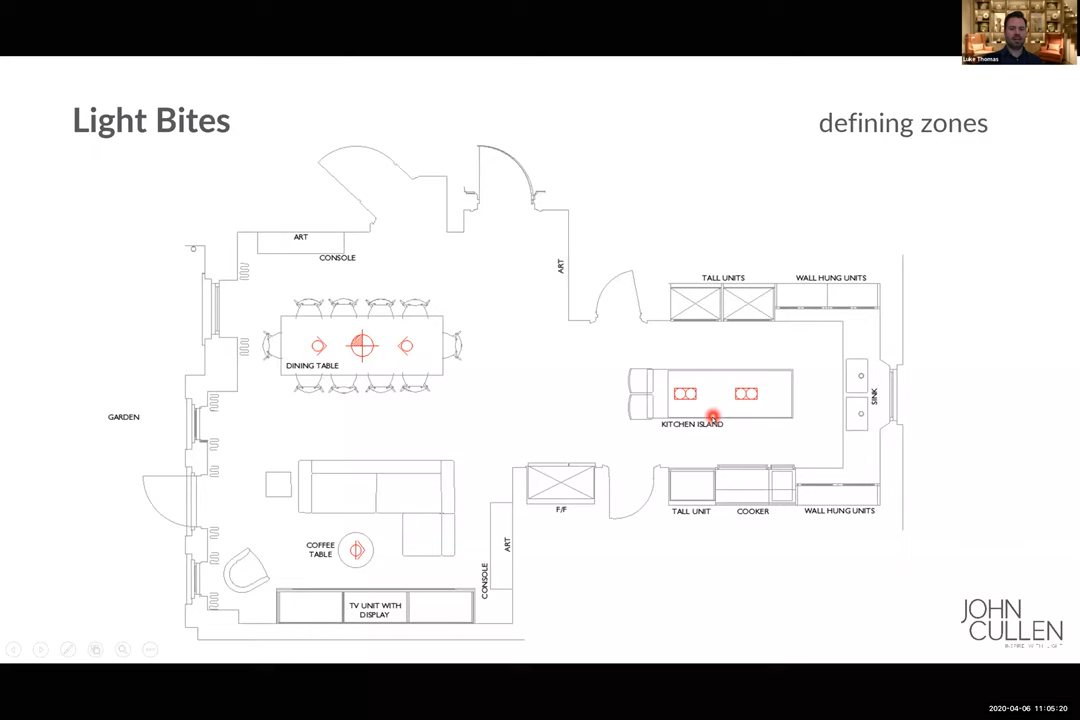 Luke Thomas
Light Bites
defining zones
ART
CONSOLE
ART
TALL UNITS
WALL HUNG UNITS
DINING TABLE
SINK
GARDEN
KITCHEN ISLAND
F/F
TALL UNIT
COOKER
WALL HUNG UNITS
COFFEE
TABLE
ART
CONSOLE
TV UNIT WITH
DISPLAY
JOHN
CULLEN
2020-04-06 11:05:20